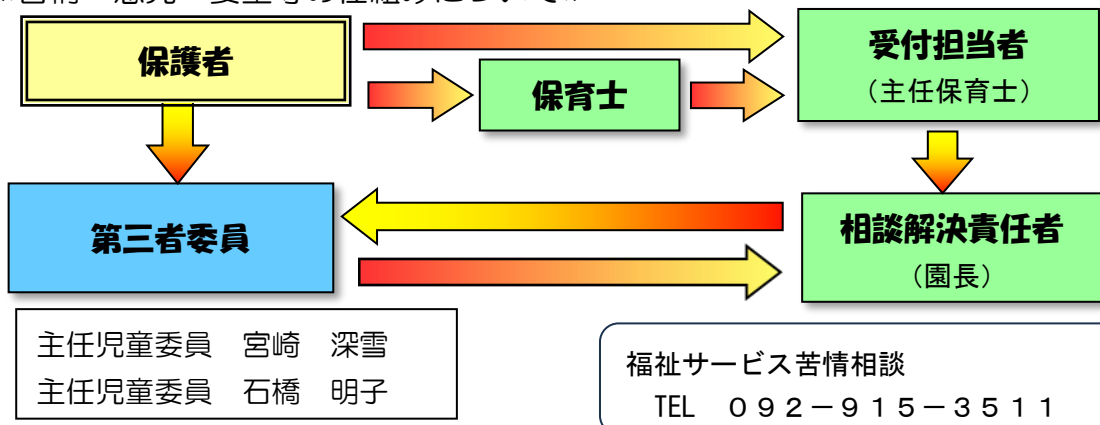 保護者
受付担当者
（主任保育士）
保育士
第三者委員
相談解決責任者
（園長）
主任児童委員　宮崎　深雪
主任児童委員　石橋　明子
福祉サービス苦情相談
TEL　０９２－９１５－３５１１